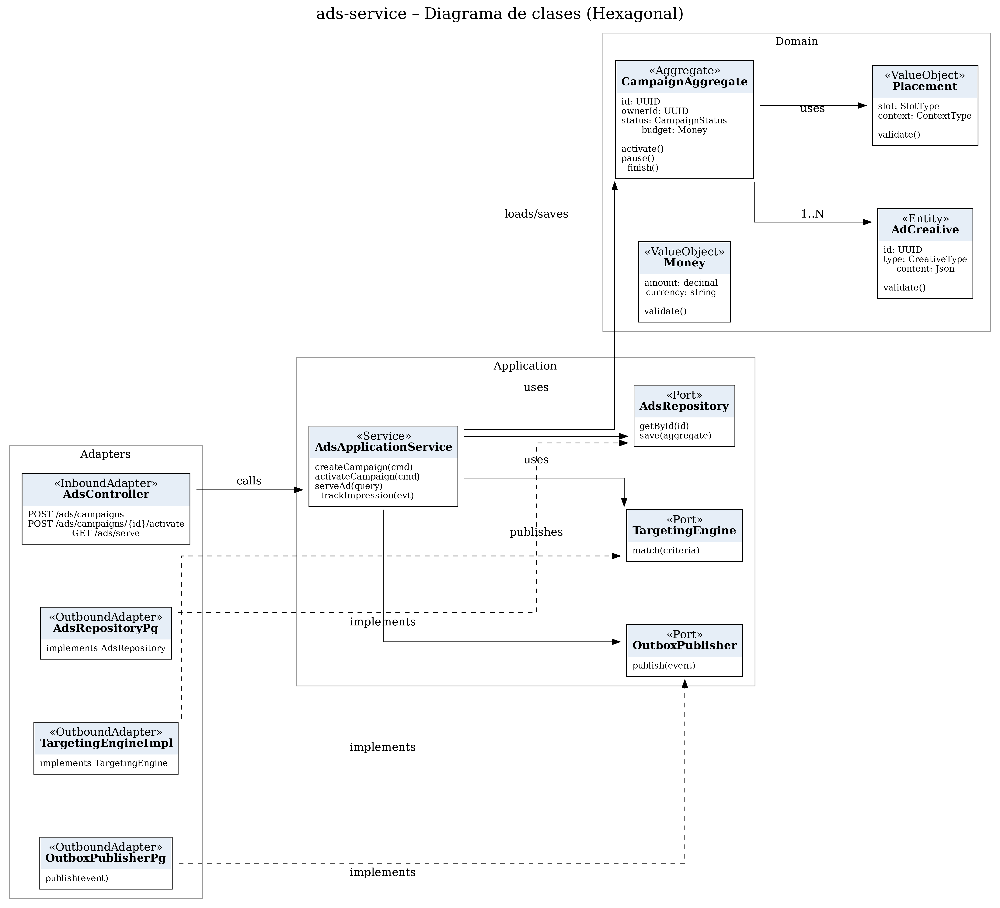 ads-service – Diagrama de clases (Hexagonal)
Domain
«Aggregate»
CampaignAggregate
id: UUID
ownerId: UUID
status: CampaignStatus
budget: Money
activate()
pause()
finish()
uses
«ValueObject»
Placement
slot: SlotType
context: ContextType
validate()
loads/saves
1..N
«Entity»
AdCreative
id: UUID
type: CreativeType
content: Json
validate()
«ValueObject»
Money
amount: decimal
currency: string
validate()
Application
uses
«Port»
AdsRepository
getById(id)
save(aggregate)
«Service»
AdsApplicationService
createCampaign(cmd)
activateCampaign(cmd)
serveAd(query)
trackImpression(evt)
uses
publishes
«Port»
TargetingEngine
match(criteria)
«Port»
OutboxPublisher
publish(event)
Adapters
«InboundAdapter»
AdsController
POST /ads/campaigns
POST /ads/campaigns/{id}/activate
GET /ads/serve
calls
«OutboundAdapter»
AdsRepositoryPg
implements AdsRepository
implements
«OutboundAdapter»
TargetingEngineImpl
implements TargetingEngine
implements
«OutboundAdapter»
OutboxPublisherPg
publish(event)
implements